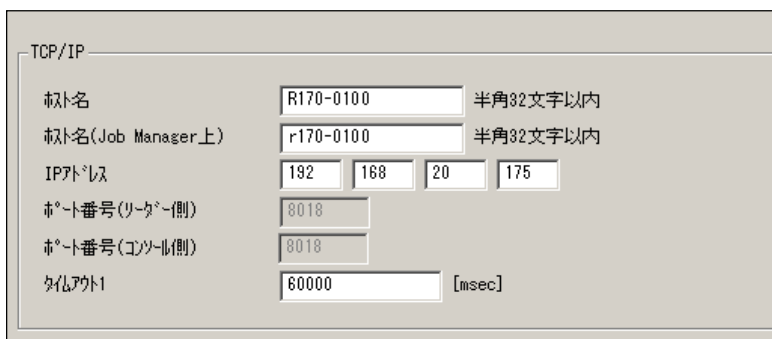 TCP/IP
ﾎｽﾄ名 R170-0100 半角32文字以内
ﾎｽﾄ名(Job Manager上) r170-0100 半角32文字以内
IPｱﾄﾞﾚｽ 192 168 20 175
ﾎﾟｰﾄ番号(ﾘｰﾀﾞｰ側) 8018
ﾎﾟｰﾄ番号(ｺﾝｿｰﾙ側) 8018
ﾀｲﾑｱｳﾄ1 60000 [msec]